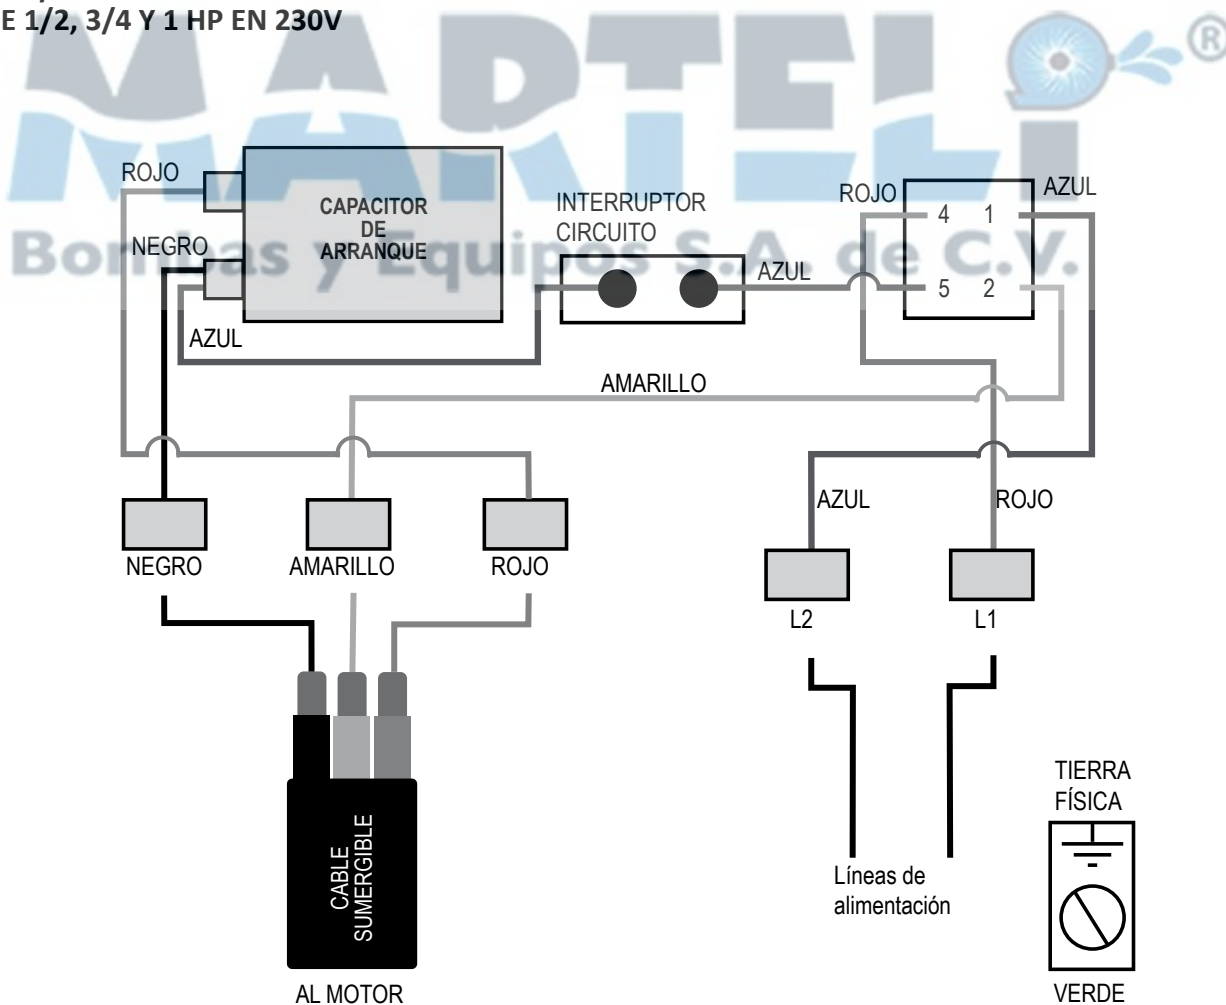 E 1/2, 3/4 Y 1 HP EN 230V
MARTELI
®
Bombas y Equipos S.A. de C.V.
ROJO
NEGRO
AZUL
CAPACITOR
DE
ARRANQUE
INTERRUPTOR
CIRCUITO
AZUL
ROJO
AZUL
4 1
5 2
AMARILLO
NEGRO
AMARILLO
ROJO
AZUL
ROJO
L2
L1
CABLE
SUMERGIBLE
AL MOTOR
Líneas de
alimentación
TIERRA
FÍSICA
VERDE